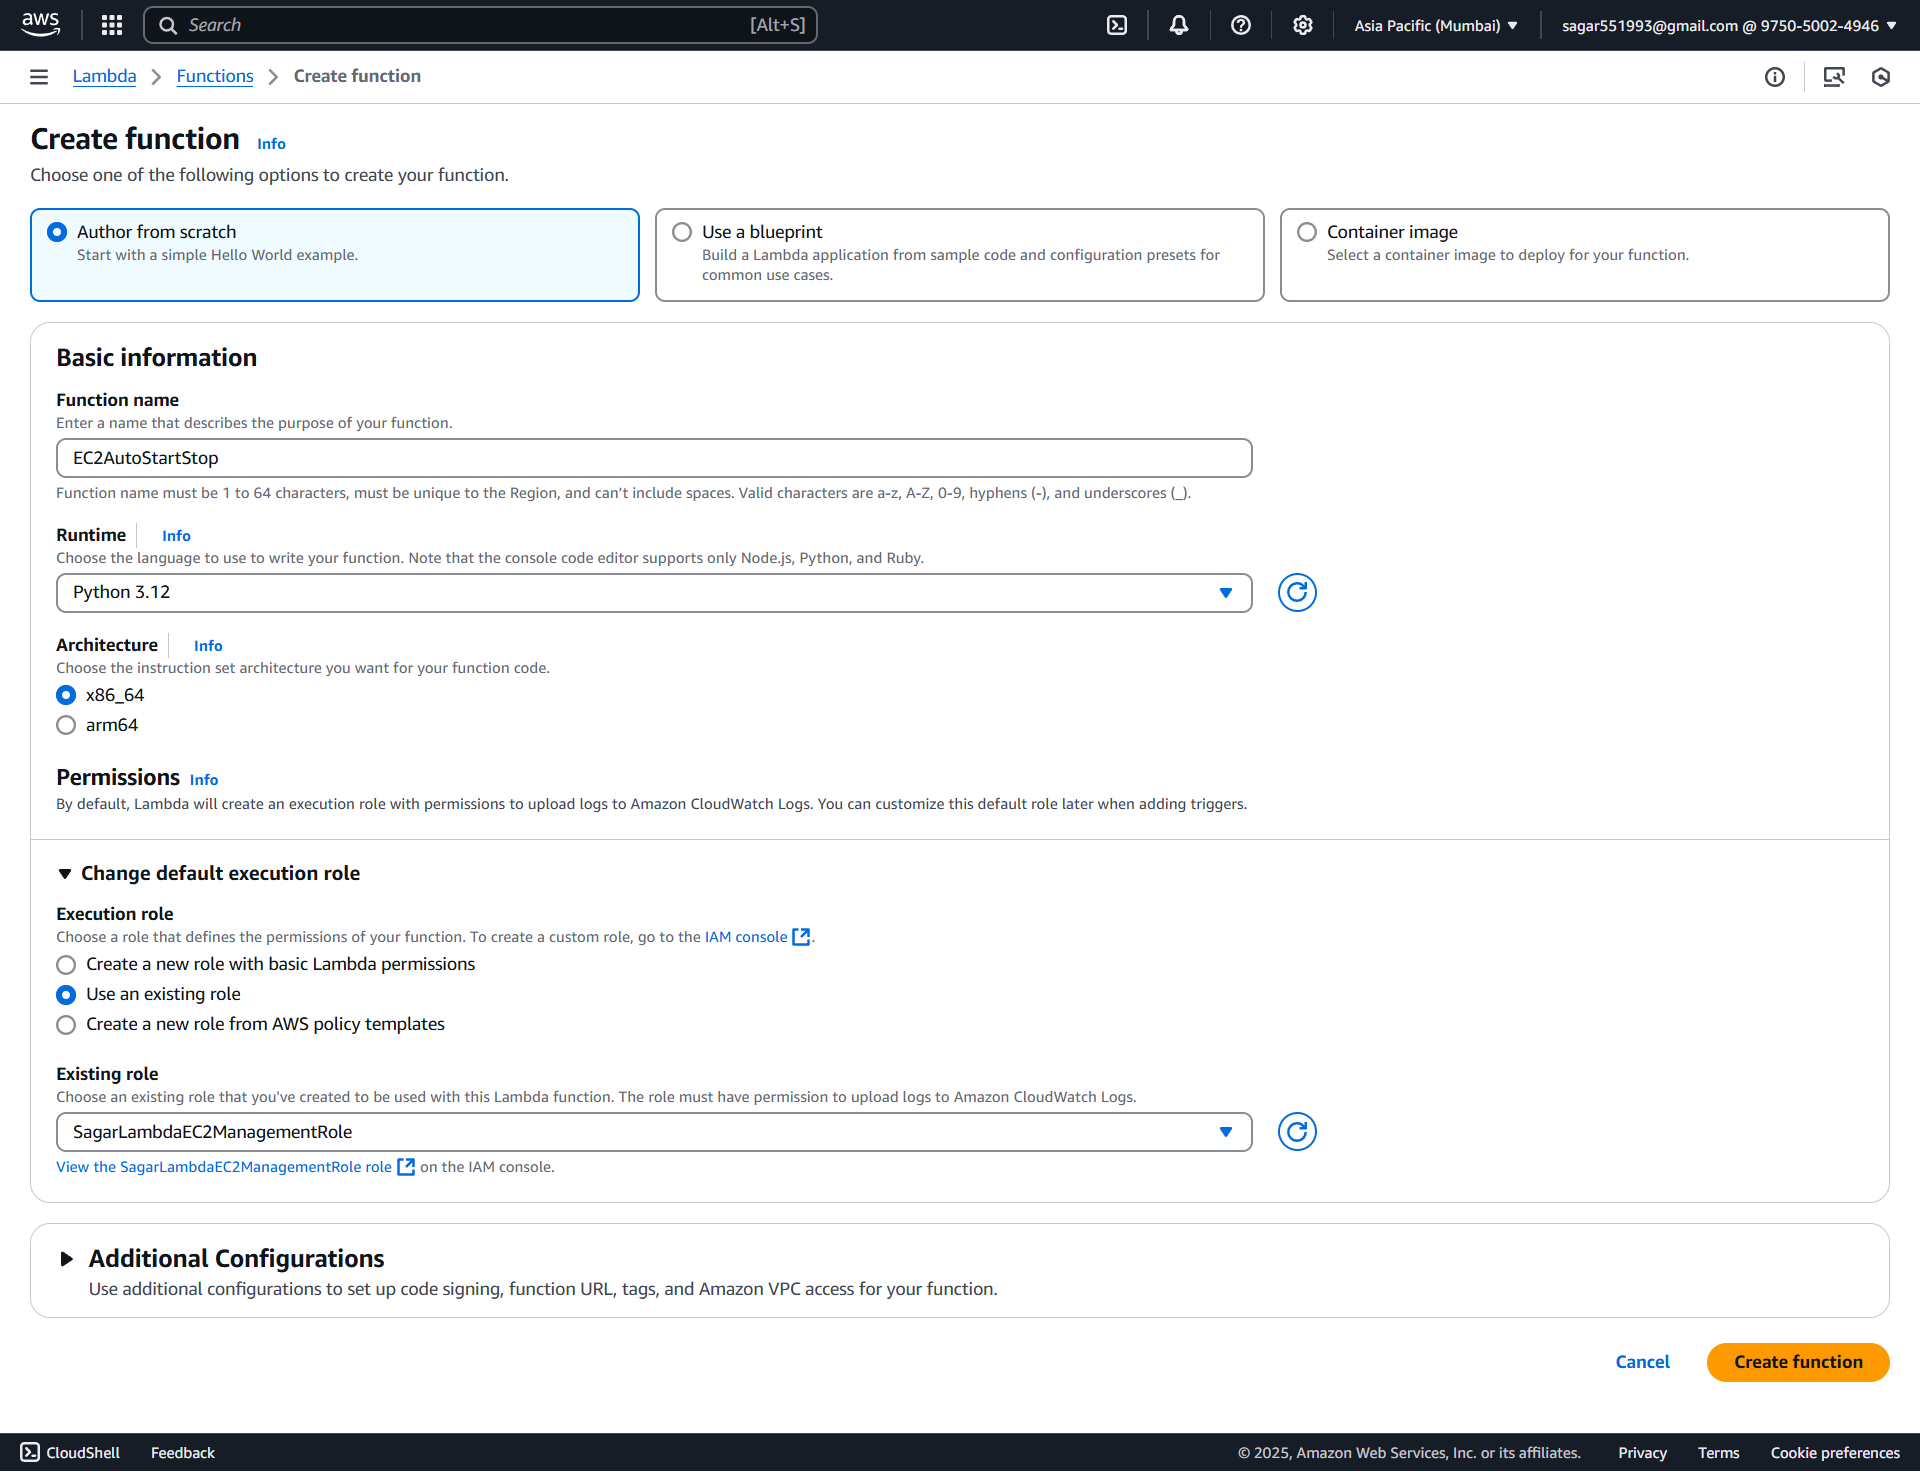 aws
Search [Alt+S]
Asia Pacific (Mumbai)
sagar551993@gmail.com @ 9750-5002-4946
Lambda
Functions
Create function
Create function Info
Choose one of the following options to create your function.
Author from scratch
Start with a simple Hello World example.
Use a blueprint
Build a Lambda application from sample code and configuration presets for
common use cases.
Container image
Select a container image to deploy for your function.
Basic information
Function name
Enter a name that describes the purpose of your function.
EC2AutoStartStop
Function name must be 1 to 64 characters, must be unique to the Region, and can't include spaces. Valid characters are a-z, A-Z, 0-9, hyphens (-), and underscores (_).
Runtime Info
Choose the language to use to write your function. Note that the console code editor supports only Node.js, Python, and Ruby.
Python 3.12
Architecture Info
Choose the instruction set architecture you want for your function code.
x86_64
arm64
Permissions Info
By default, Lambda will create an execution role with permissions to upload logs to Amazon CloudWatch Logs. You can customize this default role later when adding triggers.
Change default execution role
Execution role
Choose a role that defines the permissions of your function. To create a custom role, go to the IAM console.
Create a new role with basic Lambda permissions
Use an existing role
Create a new role from AWS policy templates
Existing role
Choose an existing role that you've created to be used with this Lambda function. The role must have permission to upload logs to Amazon CloudWatch Logs.
SagarLambdaEC2ManagementRole
View the SagarLambdaEC2ManagementRole role on the IAM console.
Additional Configurations
Use additional configurations to set up code signing, function URL, tags, and Amazon VPC access for your function.
Cancel
Create function
CloudShell
Feedback
© 2025, Amazon Web Services, Inc. or its affiliates.
Privacy
Terms
Cookie preferences